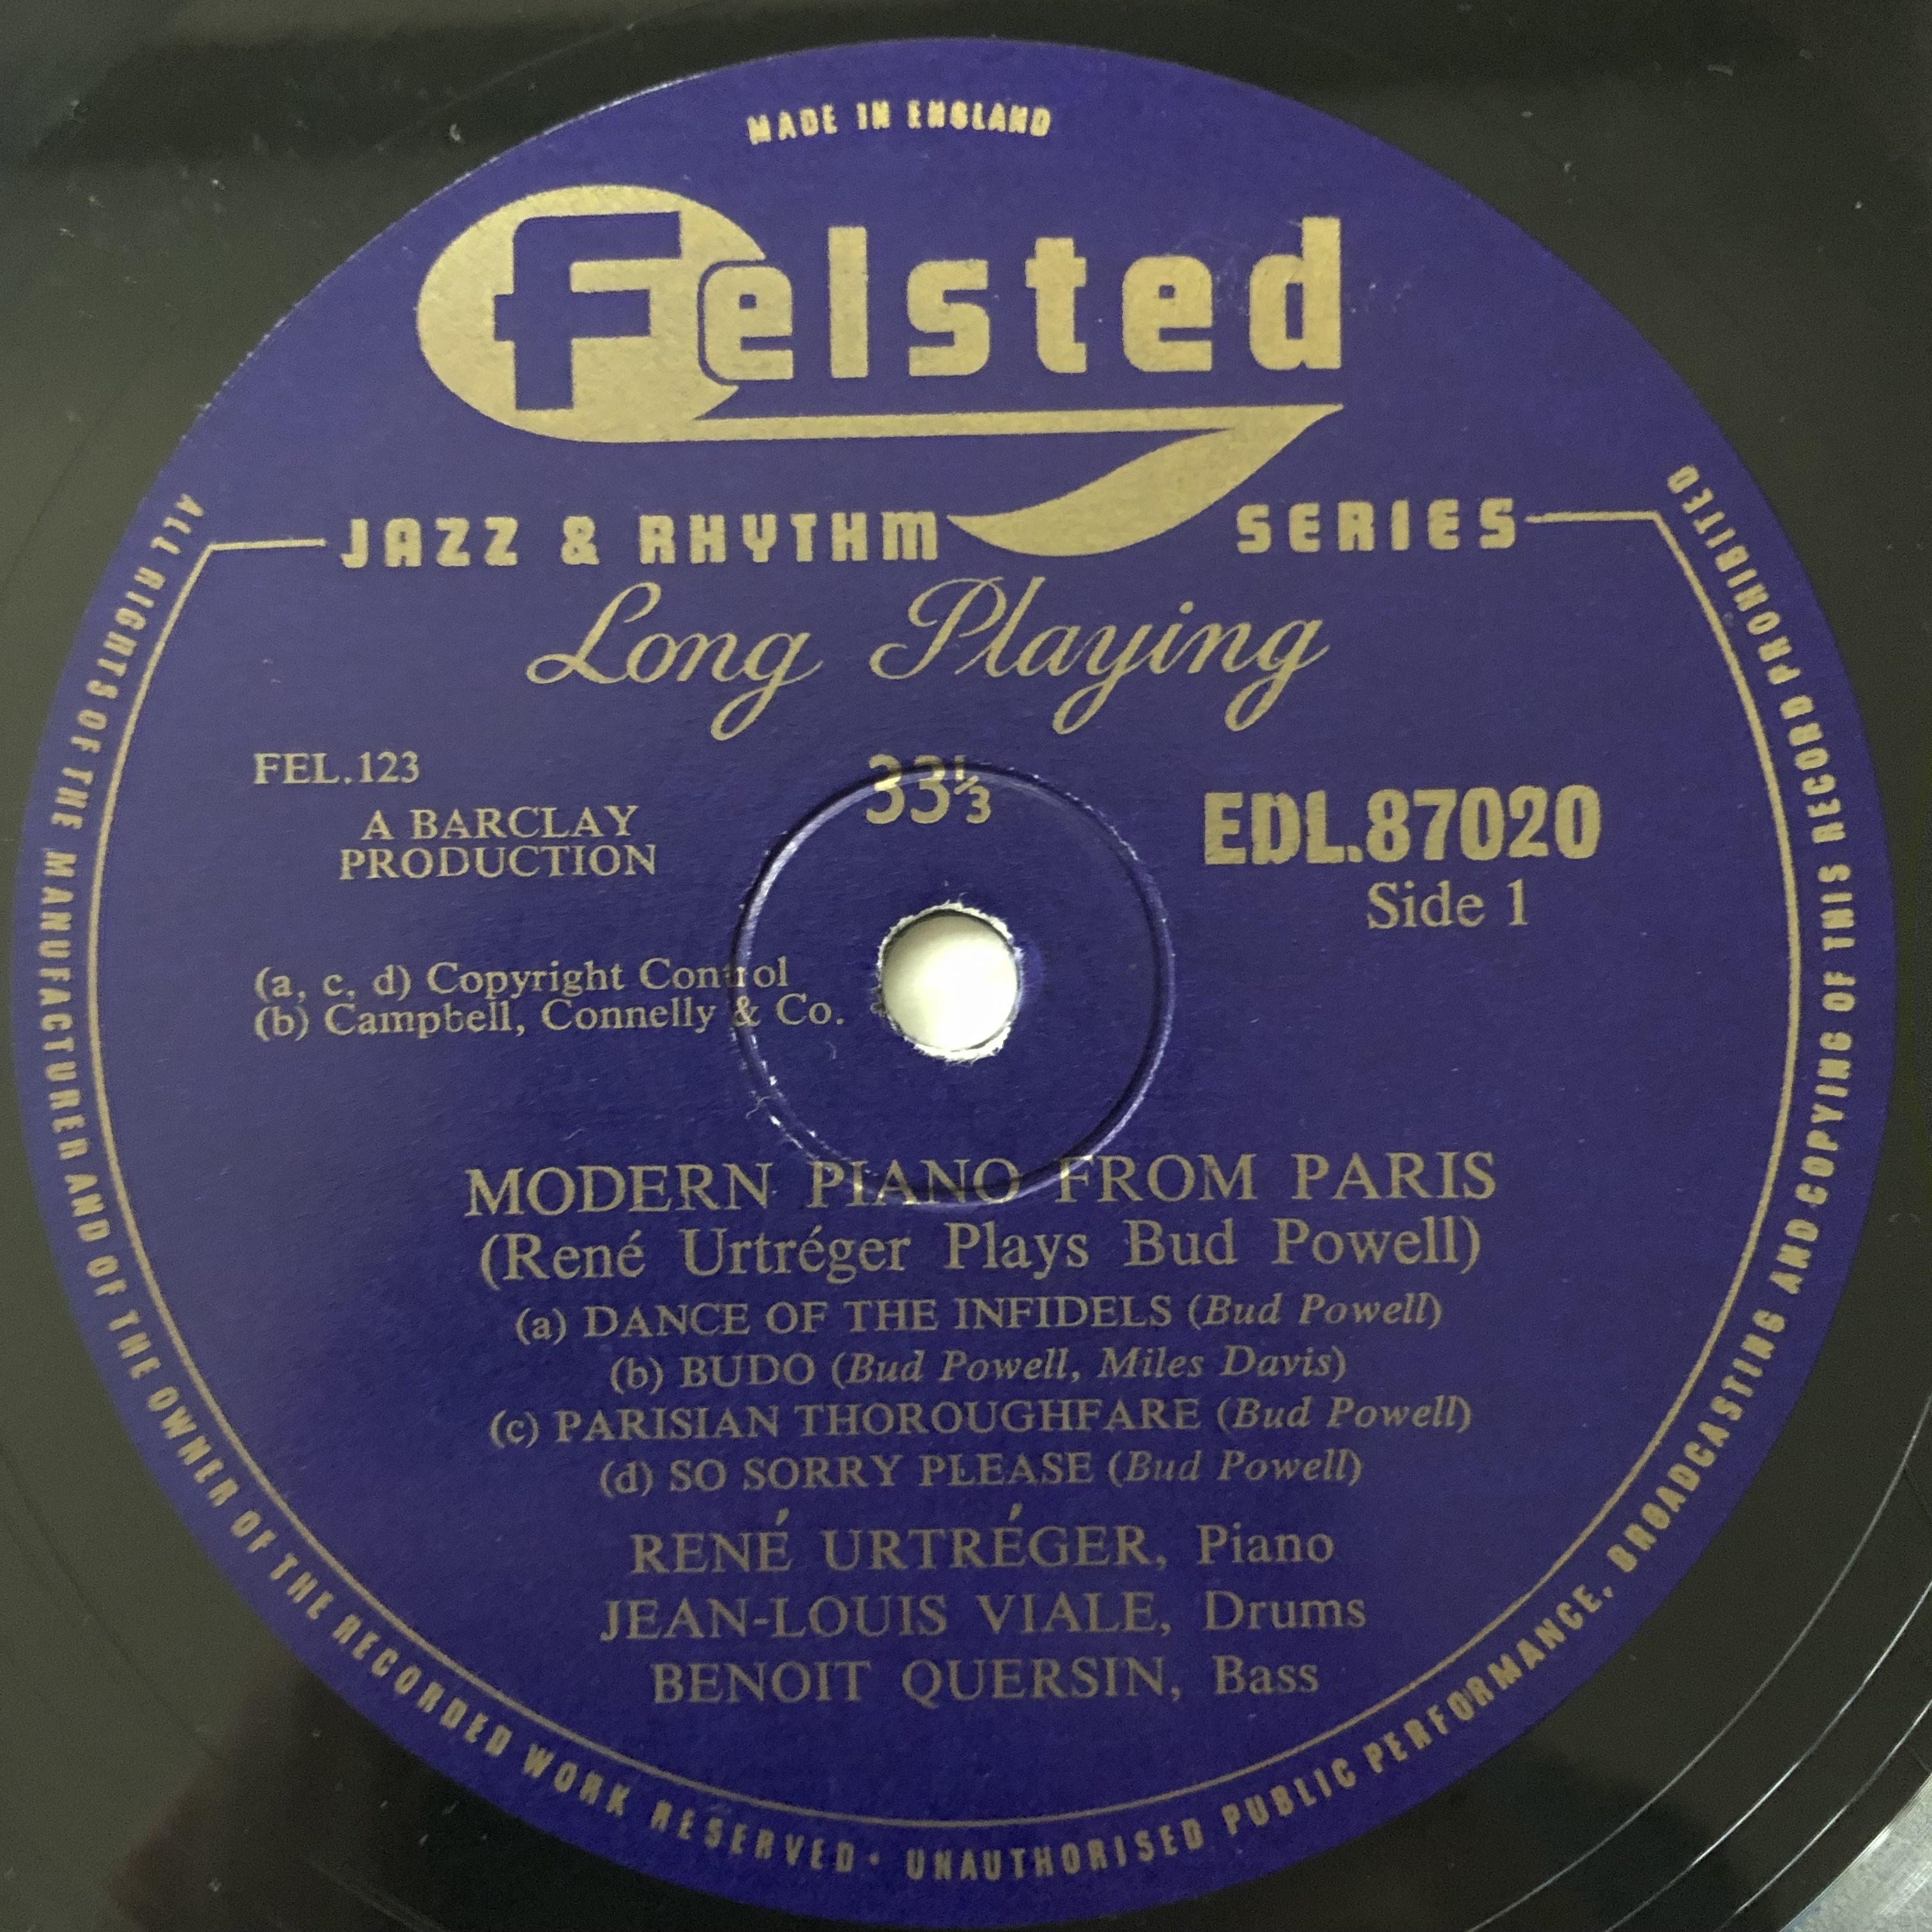 MADE IN ENGLAND
Felsted
JAZZ & RHYTHM SERIES
Long Playing
FEL.123
33⅓
A BARCLAY
PRODUCTION
EDL.87020
Side 1
(a, c, d) Copyright Control
(b) Campbell, Connelly & Co.
MODERN PIANO FROM PARIS
(René Urtréger Plays Bud Powell)
(a) DANCE OF THE INFIDELS (Bud Powell)
(b) BUDO (Bud Powell, Miles Davis)
(c) PARISIAN THOROUGHFARE (Bud Powell)
(d) SO SORRY PLEASE (Bud Powell)
RENÉ URTRÉGER, Piano
JEAN-LOUIS VIALE, Drums
BENOIT QUERSIN, Bass
ALL RIGHTS OF THE MANUFACTURER AND OF THE OWNER OF THE RECORDED WORK RESERVED · UNAUTHORISED PUBLIC PERFORMANCE, BROADCASTING AND COPYING OF THIS RECORD PROHIBITED